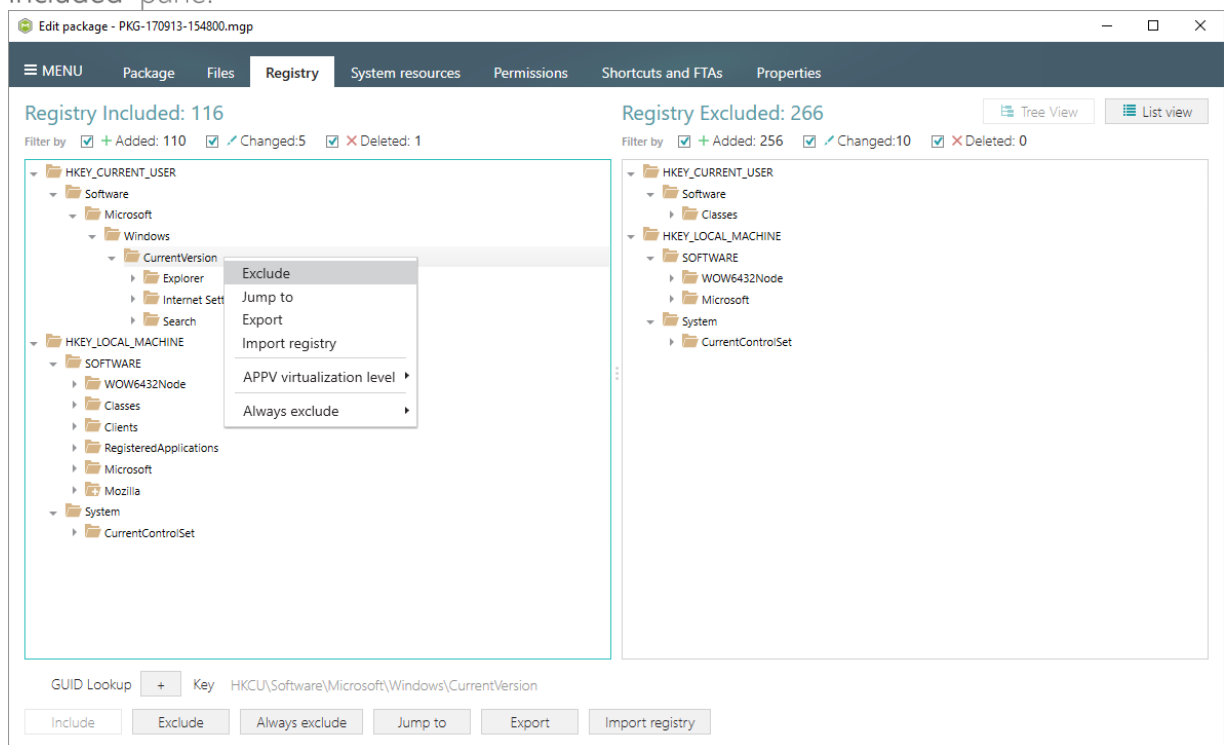 included' pane.
Edit package - PKG-170913-154800.mgp
MENU Package Files Registry System resources Permissions Shortcuts and FTAs Properties
Registry Included: 116
Filter by + Added: 110 Changed:5 Deleted: 1
HKEY_CURRENT_USER
Software
Microsoft
Windows
CurrentVersion
Explorer
Internet Sett
Search
HKEY_LOCAL_MACHINE
SOFTWARE
WOW6432Node
Classes
Clients
RegisteredApplications
Microsoft
Mozilla
System
CurrentControlSet
Exclude
Jump to
Export
Import registry
APPV virtualization level
Always exclude
Registry Excluded: 266
Tree View List view
Filter by + Added: 256 Changed:10 Deleted: 0
HKEY_CURRENT_USER
Software
Classes
HKEY_LOCAL_MACHINE
SOFTWARE
WOW6432Node
Microsoft
System
CurrentControlSet
GUID Lookup + Key HKCU\Software\Microsoft\Windows\CurrentVersion
Include Exclude Always exclude Jump to Export Import registry